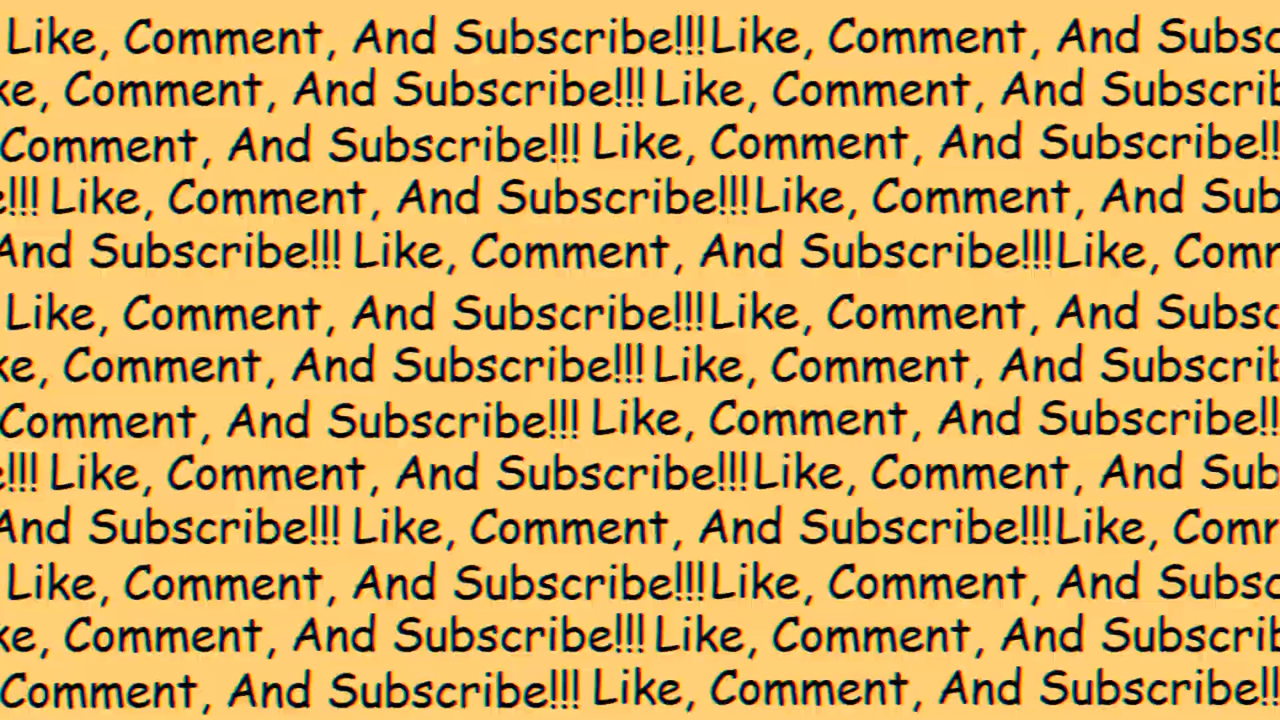 Like, Comment, And Subscribe!!! Like, Comment, And Subsc
ke, Comment, And Subscribe!!! Like, Comment, And Subscrib
Comment, And Subscribe!!! Like, Comment, And Subscribe!!
e!!! Like, Comment, And Subscribe!!! Like, Comment, And Sub
And Subscribe!!! Like, Comment, And Subscribe!!! Like, Comm
Like, Comment, And Subscribe!!! Like, Comment, And Subsc
ke, Comment, And Subscribe!!! Like, Comment, And Subscrib
Comment, And Subscribe!!! Like, Comment, And Subscribe!!
e!!! Like, Comment, And Subscribe!!! Like, Comment, And Sub
And Subscribe!!! Like, Comment, And Subscribe!!! Like, Comm
Like, Comment, And Subscribe!!! Like, Comment, And Subsc
ke, Comment, And Subscribe!!! Like, Comment, And Subscrib
Comment, And Subscribe!!! Like, Comment, And Subscribe!!